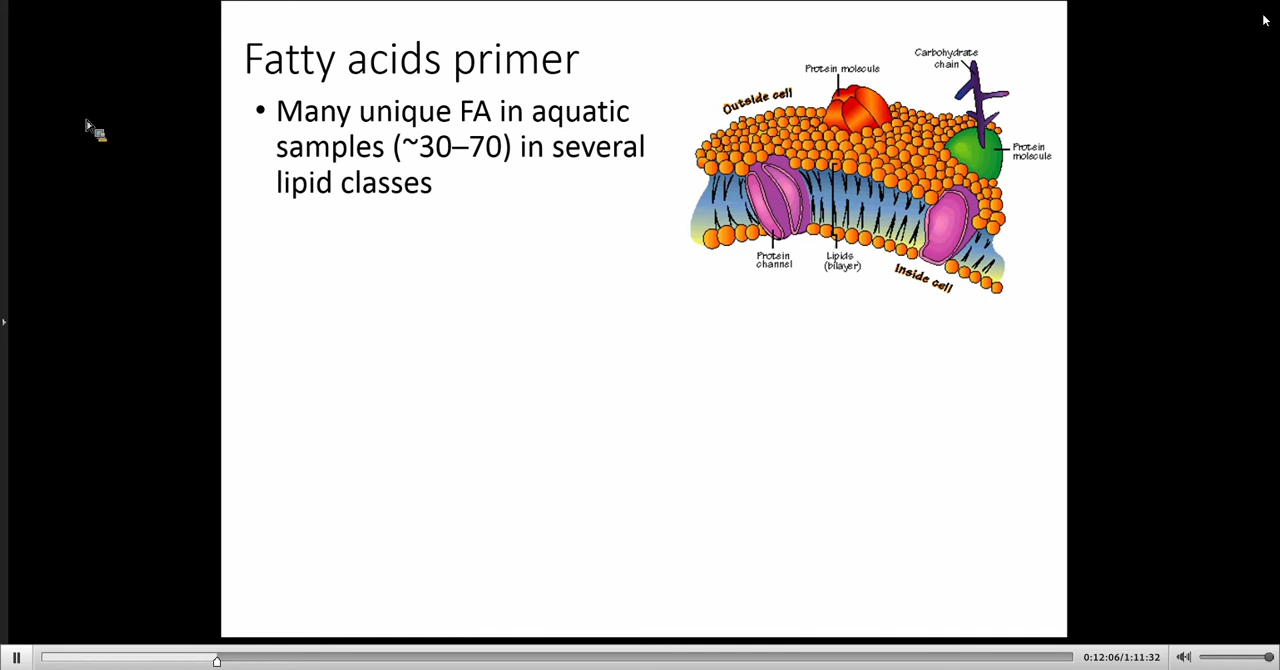 Fatty acids primer
• Many unique FA in aquatic
samples (~30–70) in several
lipid classes
Carbohydrate
chain
Protein molecule
Outside cell
Protein
molecule
Protein
channel
Lipids
(bilayer)
Inside cell
0:12:06/1:11:32